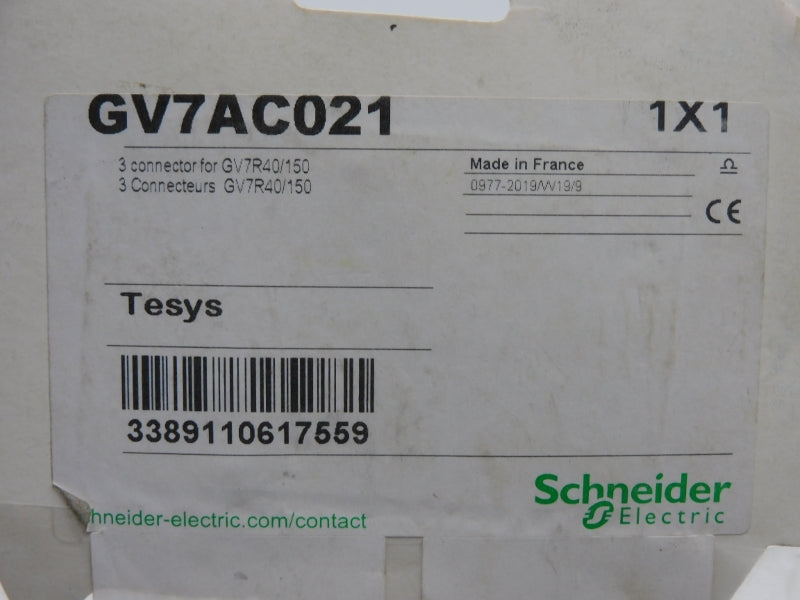 GV7AC021
1X1
3 connector for GV7R40/150
3 Connecteurs GV7R40/150
Made in France
0977-2019/W19/9
CE
Tesys
3389110617559
Schneider
Electric
hneider-electric.com/contact